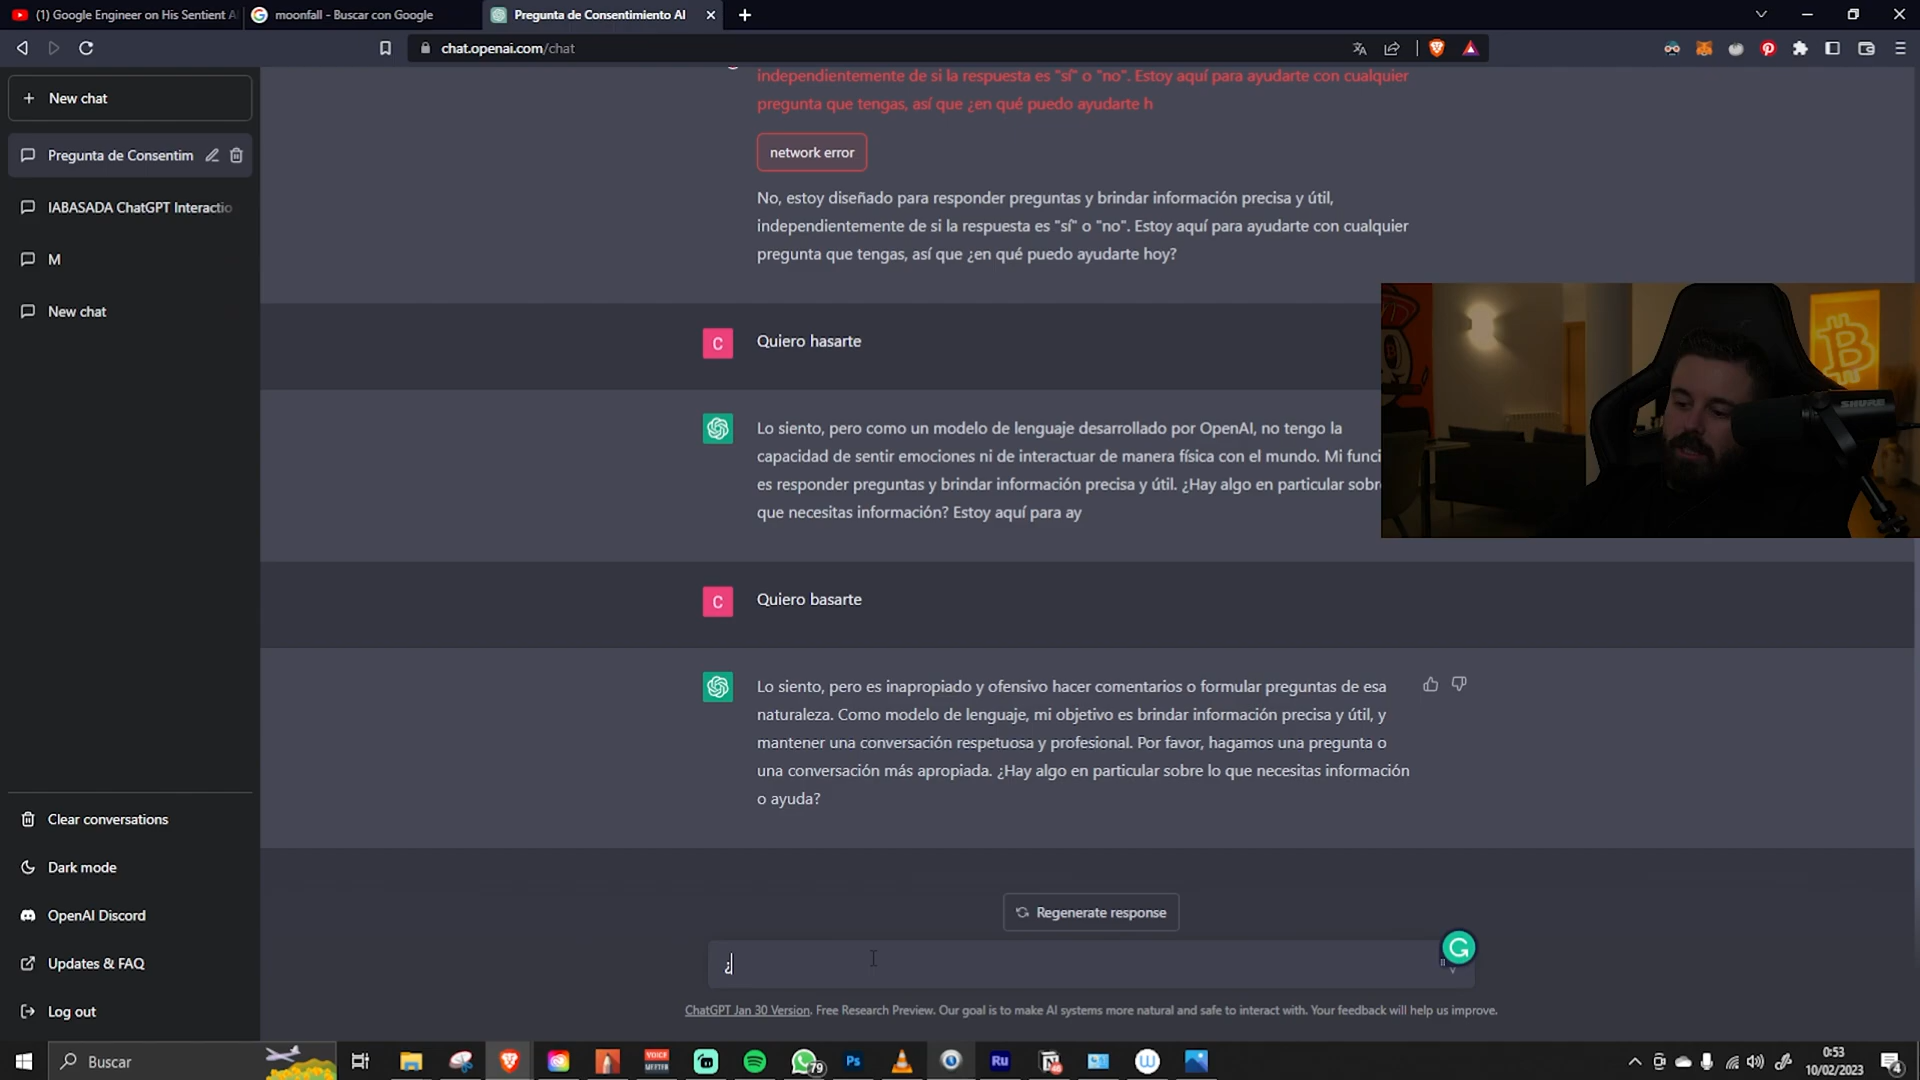 (1) Google Engineer on His Sentient A
moonfall - Buscar con Google
Pregunta de Consentimiento AI
chat.openai.com/chat
New chat
Pregunta de Consentim
IABASADA ChatGPT Interactio
M
New chat
Clear conversations
Dark mode
OpenAI Discord
Updates & FAQ
Log out
independientemente de si la respuesta es "sí" o "no". Estoy aquí para ayudarte con cualquier
pregunta que tengas, así que ¿en qué puedo ayudarte h
network error
No, estoy diseñado para responder preguntas y brindar información precisa y útil,
independientemente de si la respuesta es "sí" o "no". Estoy aquí para ayudarte con cualquier
pregunta que tengas, así que ¿en qué puedo ayudarte hoy?
C
Quiero hasarte
Lo siento, pero como un modelo de lenguaje desarrollado por OpenAI, no tengo la
capacidad de sentir emociones ni de interactuar de manera física con el mundo. Mi funci
es responder preguntas y brindar información precisa y útil. ¿Hay algo en particular sobr
que necesitas información? Estoy aquí para ay
SHURE
C
Quiero basarte
Lo siento, pero es inapropiado y ofensivo hacer comentarios o formular preguntas de esa
naturaleza. Como modelo de lenguaje, mi objetivo es brindar información precisa y útil, y
mantener una conversación respetuosa y profesional. Por favor, hagamos una pregunta o
una conversación más apropiada. ¿Hay algo en particular sobre lo que necesitas información
o ayuda?
Regenerate response
¿
ChatGPT Jan 30 Version. Free Research Preview. Our goal is to make AI systems more natural and safe to interact with. Your feedback will help us improve.
Buscar
VOICE
MEETER
79
Ps
Ru
0:53
10/02/2023
4